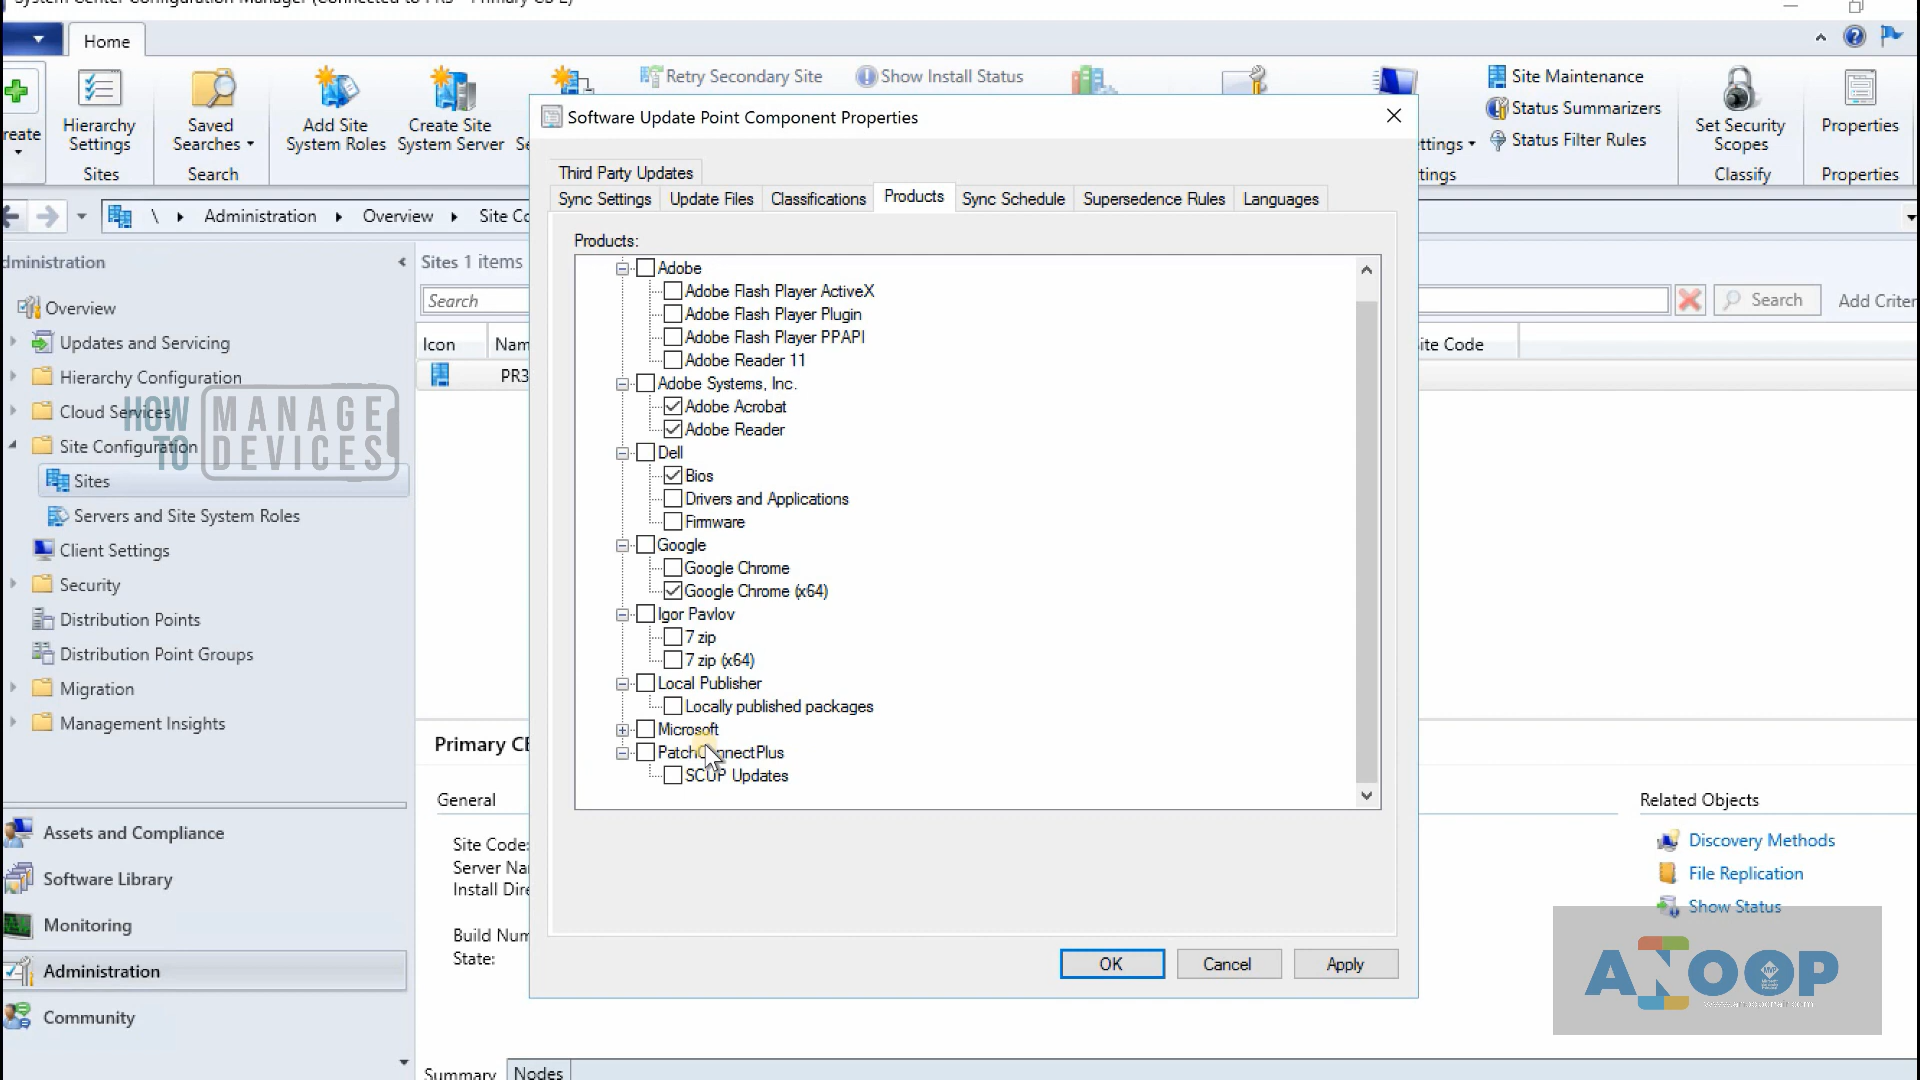 Home
Hierarchy
Settings
Sites
Saved
Searches
Search
Add Site
System Roles
Create Site
System Server
Retry Secondary Site
Show Install Status
Site Maintenance
Status Summarizers
Status Filter Rules
Set Security
Scopes
Classify
Properties
Properties
\ Administration Overview
Overview
Updates and Servicing
Hierarchy Configuration
Cloud Services
Site Configuration
Sites
Servers and Site System Roles
Client Settings
Security
Distribution Points
Distribution Point Groups
Migration
Management Insights
HOW TO MANAGE DEVICES
Assets and Compliance
Software Library
Monitoring
Administration
Community
Sites 1 items
Search
Icon
PR3
General
Site Code:
State:
Summary
Nodes
Software Update Point Component Properties
Third Party Updates
Sync Settings
Update Files
Classifications
Products
Sync Schedule
Supersedence Rules
Languages
Products:
Adobe
Adobe Flash Player ActiveX
Adobe Flash Player Plugin
Adobe Flash Player PPAPI
Adobe Reader 11
Adobe Systems, Inc.
Adobe Acrobat
Adobe Reader
Dell
Bios
Drivers and Applications
Firmware
Google
Google Chrome
Google Chrome (x64)
Igor Pavlov
7 zip
7 zip (x64)
Local Publisher
Locally published packages
Microsoft
PatchConnectPlus
SCUP Updates
OK
Cancel
Apply
Search
Related Objects
Discovery Methods
File Replication
Show Status
ANOOP